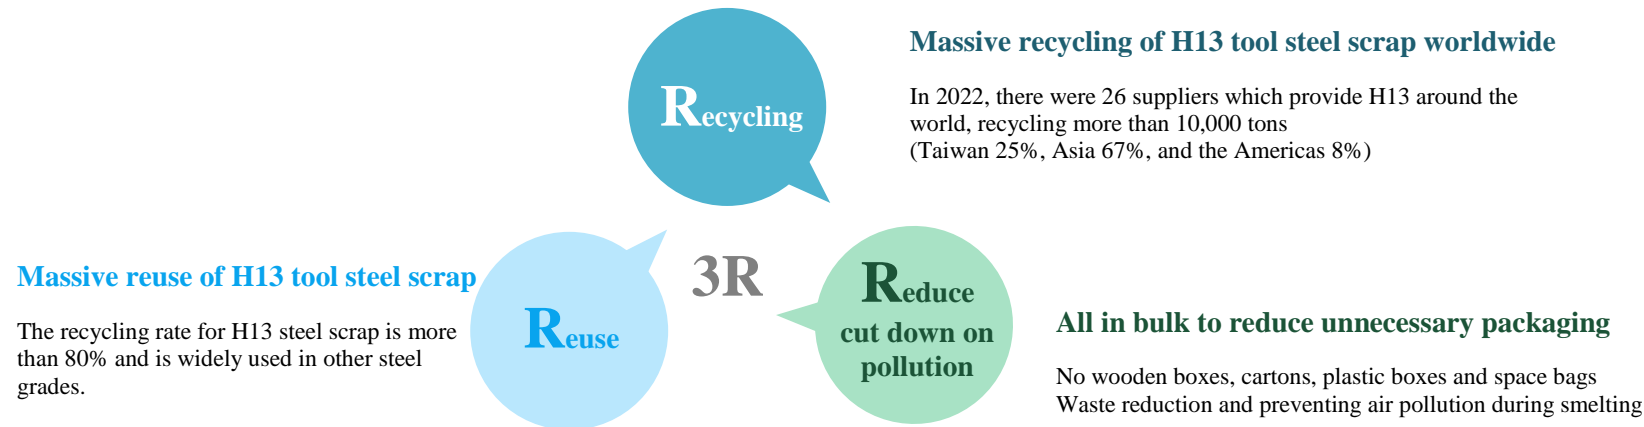 Recycling
Massive recycling of H13 tool steel scrap worldwide
In 2022, there were 26 suppliers which provide H13 around the
world, recycling more than 10,000 tons
(Taiwan 25%, Asia 67%, and the Americas 8%)
Massive reuse of H13 tool steel scrap
The recycling rate for H13 steel scrap is more
than 80% and is widely used in other steel
grades.
Reuse
3R
Reduce
cut down on
pollution
All in bulk to reduce unnecessary packaging
No wooden boxes, cartons, plastic boxes and space bags
Waste reduction and preventing air pollution during smelting